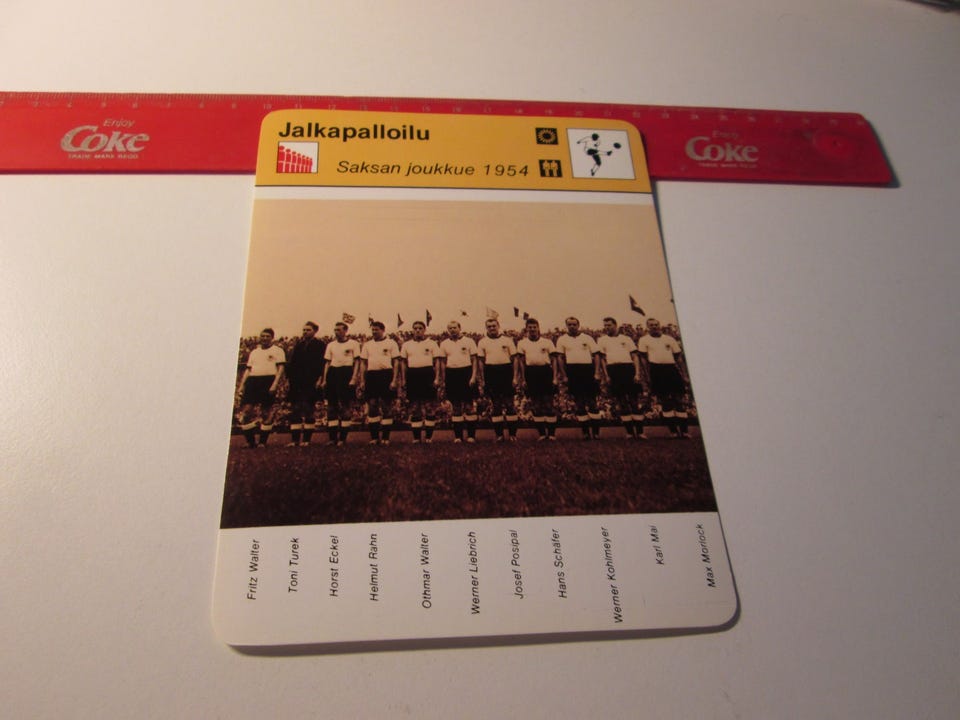 Enjoy
Coke
TRADE MARK REGD
Enjoy
Coke
TRADE MARK REGD
Jalkapalloilu
Saksan joukkue 1954
Fritz Walter
Toni Turek
Horst Eckel
Helmut Rahn
Othmar Walter
Werner Liebrich
Josef Posipal
Hans Schäfer
Werner Kohlmeyer
Karl Mai
Max Morlock